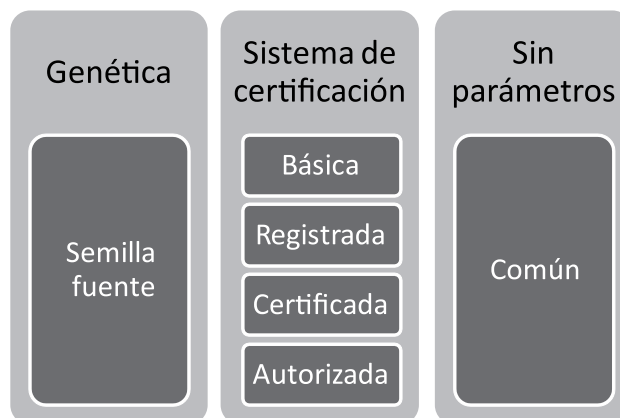 Genética
Semilla
fuente
Sistema de
certificación
Básica
Registrada
Certificada
Autorizada
Sin
parámetros
Común